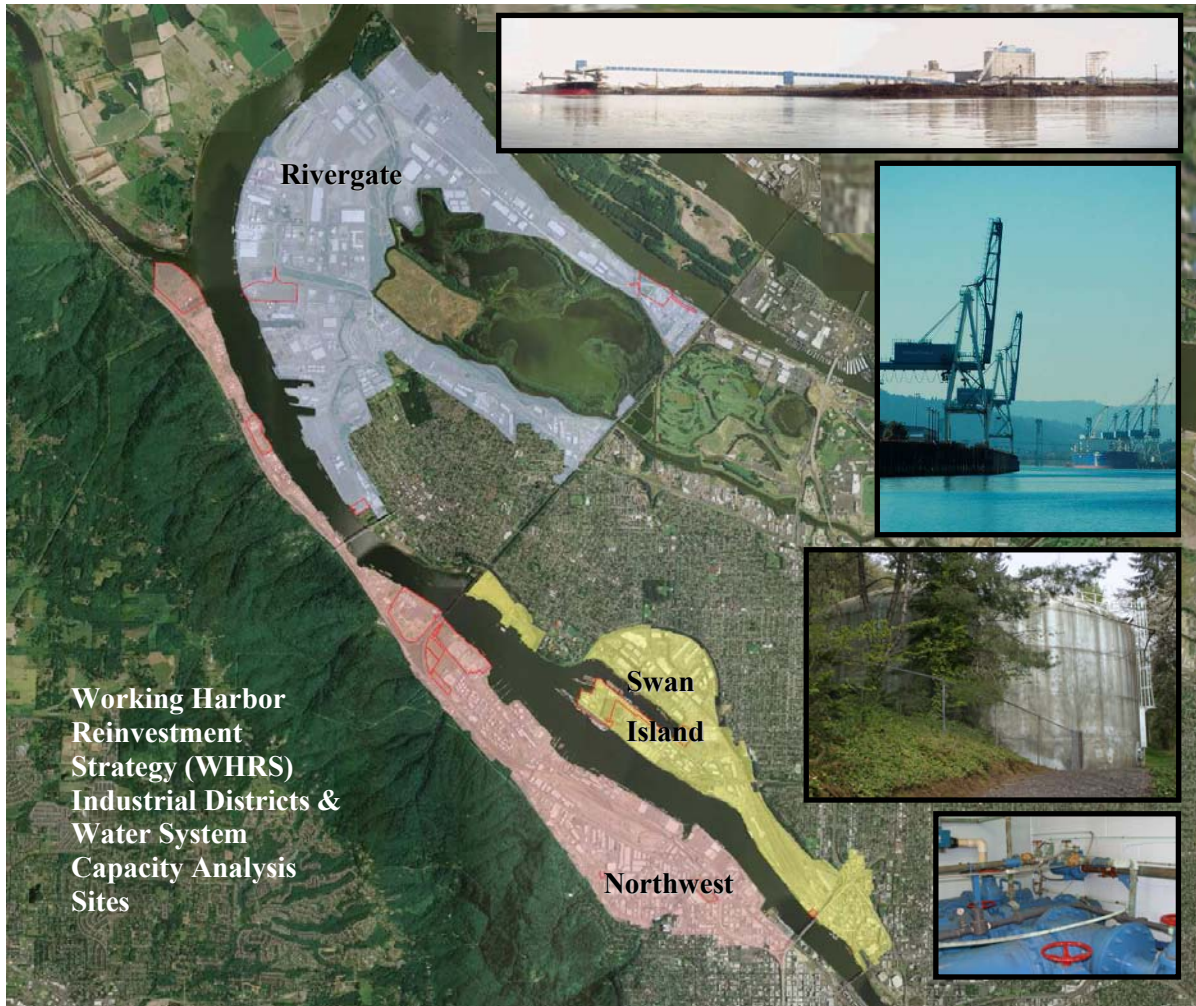 Rivergate
Swan
Island
Northwest
Working Harbor
Reinvestment
Strategy (WHRS)
Industrial Districts &
Water System
Capacity Analysis
Sites